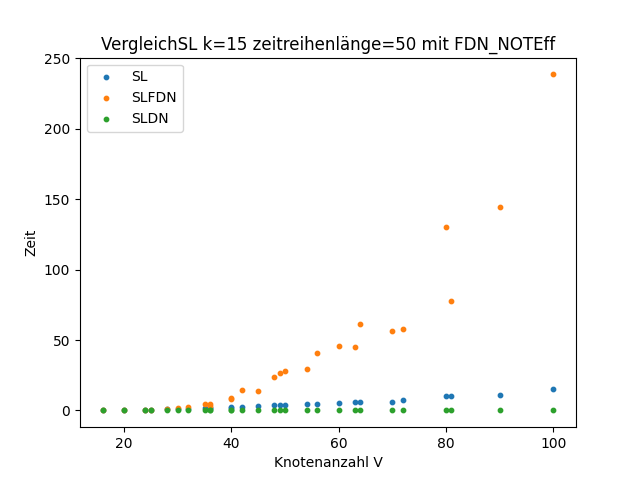 VergleichSL k=15 zeitreihenlänge=50 mit FDN_NOTEff
250
200
150
100
50
0
Zeit
SL
SLFDN
SLDN
20 40 60 80 100
Knotenanzahl V